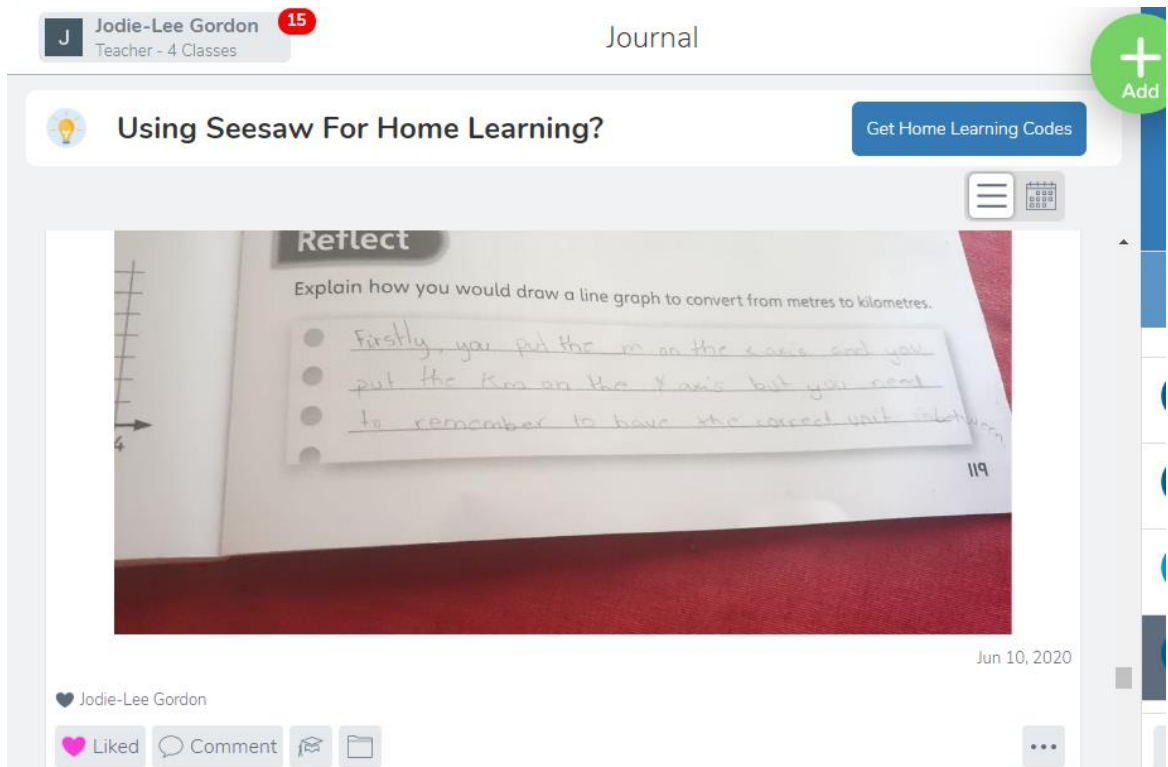 J
Jodie-Lee Gordon
15
Teacher - 4 Classes
Journal
Add
Using Seesaw For Home Learning?
Get Home Learning Codes
Reflect
Explain how you would draw a line graph to convert from metres to kilometres.
Firstly, you put the m on the x axis and you
put the Km on the Y axis but you need
to remember to have the correct unit inbetween
4
119
Jun 10, 2020
Jodie-Lee Gordon
Liked
Comment